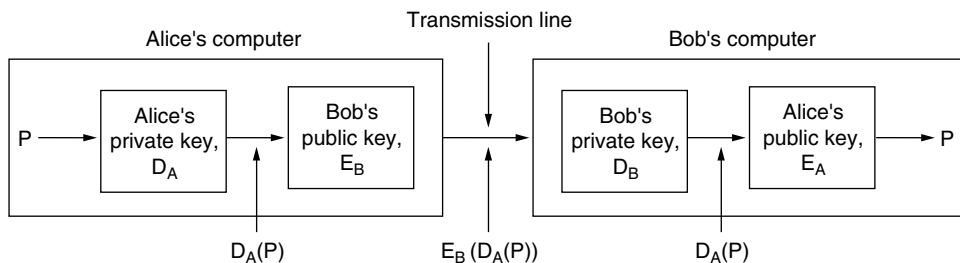 Transmission line
Alice's computer
Bob's computer
P
Alice's
private key,
D_A
Bob's
public key,
E_B
Bob's
private key,
D_B
Alice's
public key,
E_A
P
D_A(P)
E_B (D_A(P))
D_A(P)